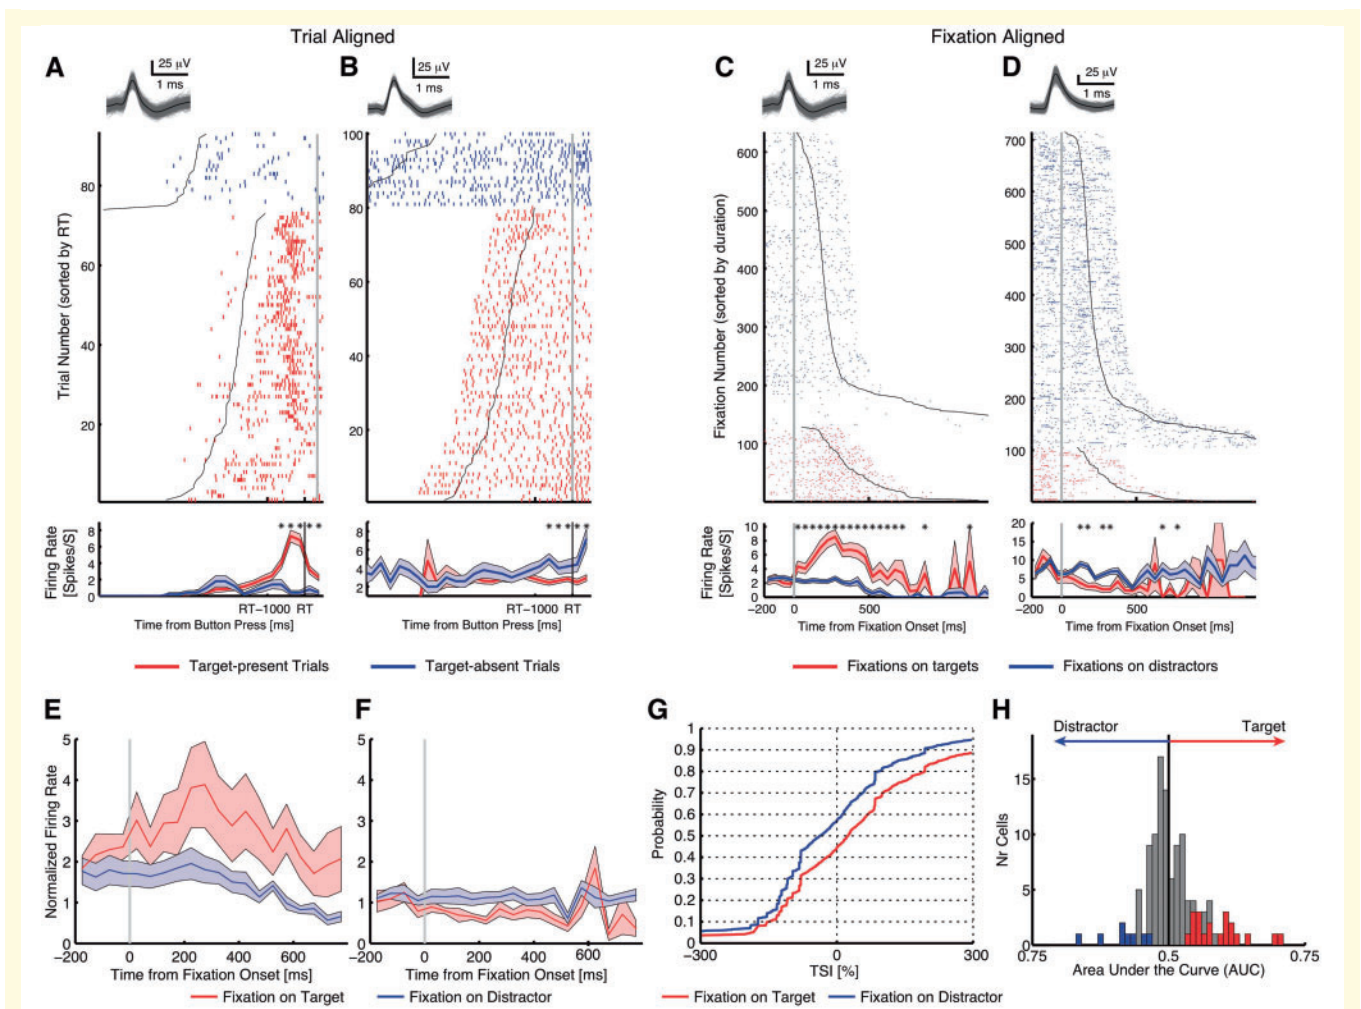 Trial Aligned
Fixation Aligned
A
25 µV
1 ms
B
25 µV
1 ms
C
25 µV
1 ms
D
25 µV
1 ms
Trial Number (sorted by RT)
80
60
40
20
100
80
60
40
20
Fixation Number (sorted by duration)
600
500
400
300
200
100
700
600
500
400
300
200
100
Firing Rate
[Spikes/S]
8
6
4
2
0
* * * * *
RT−1000 RT
Time from Button Press [ms]
8
6
4
2
* * * * *
RT−1000 RT
Time from Button Press [ms]
Firing Rate
[Spikes/S]
10
8
6
4
2
0
−200 0 500
Time from Fixation Onset [ms]
20
15
10
5
0
−200 0 500
Time from Fixation Onset [ms]
Target-present Trials
Target-absent Trials
Fixations on targets
Fixations on distractors
E
Normalized Firing Rate
5
4
3
2
1
0
−200 0 200 400 600
Time from Fixation Onset [ms]
F
5
4
3
2
1
0
−200 0 200 400 600
Time from Fixation Onset [ms]
Fixation on Target
Fixation on Distractor
G
Probability
1
0.9
0.8
0.7
0.6
0.5
0.4
0.3
0.2
0.1
0
−300 0 300
TSI [%]
Fixation on Target
Fixation on Distractor
H
Distractor
Target
Nr Cells
15
10
5
0
0.75 0.5 0.75
Area Under the Curve (AUC)